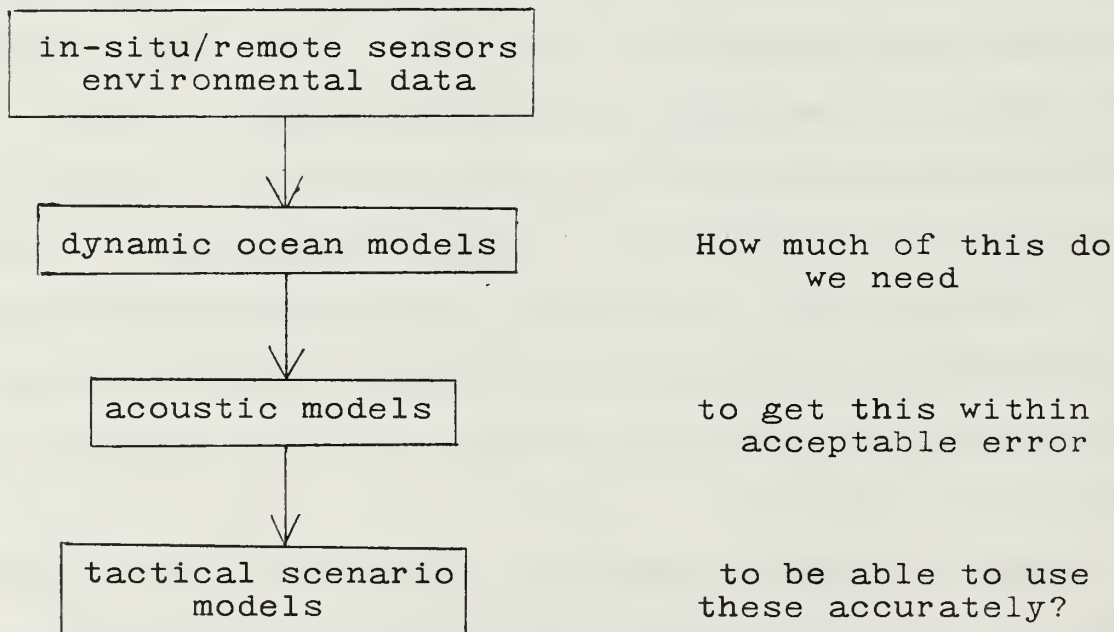 in-situ/remote sensors
environmental data
dynamic ocean models
How much of this do
we need
acoustic models
to get this within
acceptable error
tactical scenario
models
to be able to use
these accurately?